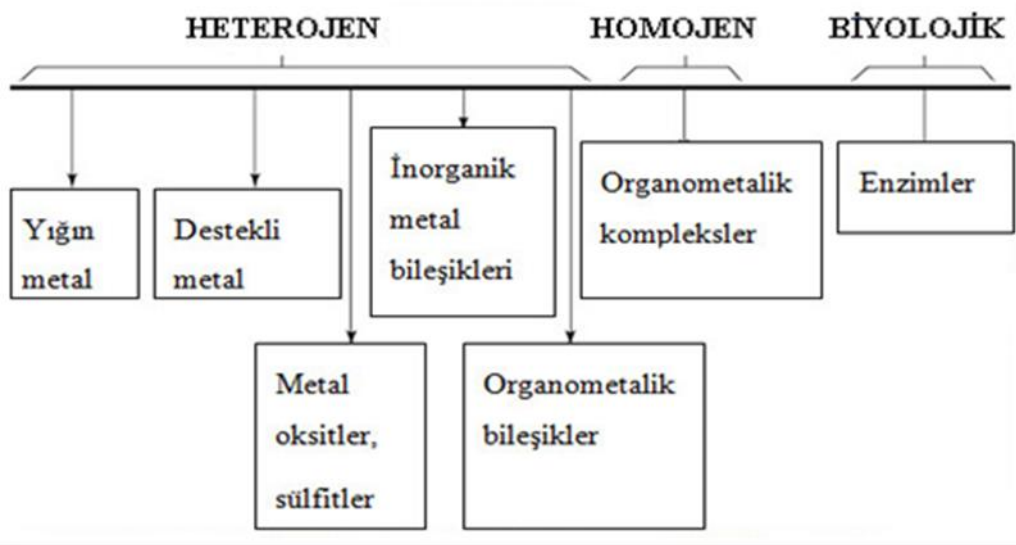 HETEROJEN
HOMOJEN
BİYOLOJİK
Yığın
metal
Destekli
metal
İnorganik
metal
bileşikleri
Organometalik
kompleksler
Enzimler
Metal
oksitler,
sülfitler
Organometalik
bileşikler